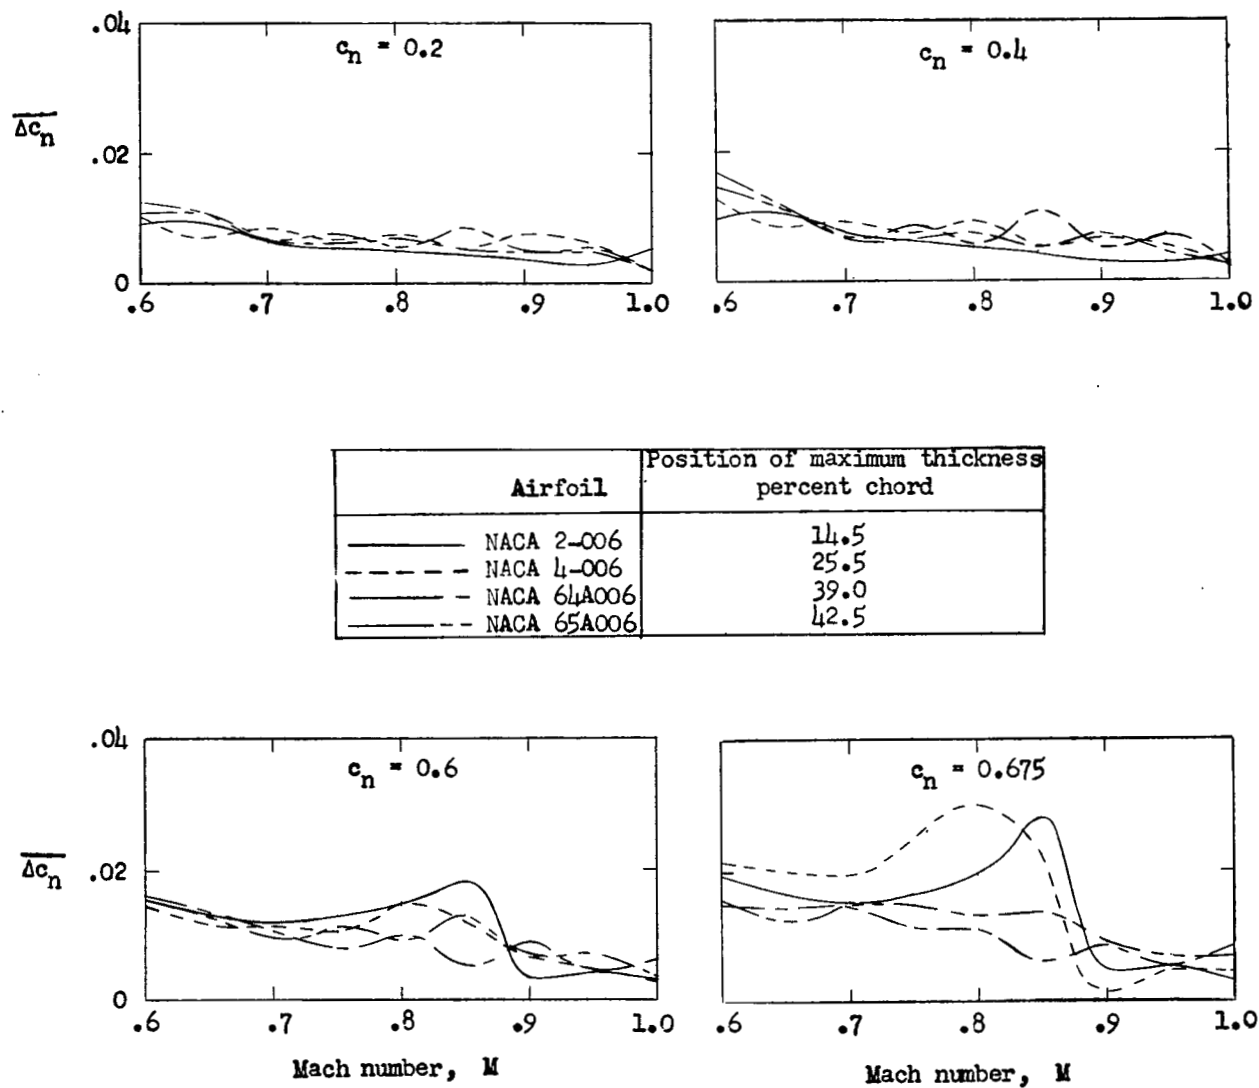 .04
c_n = 0.2
Δc_n
.02
0
.6 .7 .8 .9 1.0
c_n = 0.4
.6 .7 .8 .9 1.0
Airfoil
Position of maximum thickness
percent chord
NACA 2-006 14.5
NACA 4-006 25.5
NACA 64A006 39.0
NACA 65A006 42.5
.04
c_n = 0.6
Δc_n
.02
0
.6 .7 .8 .9 1.0
Mach number, M
c_n = 0.675
.6 .7 .8 .9 1.0
Mach number, M